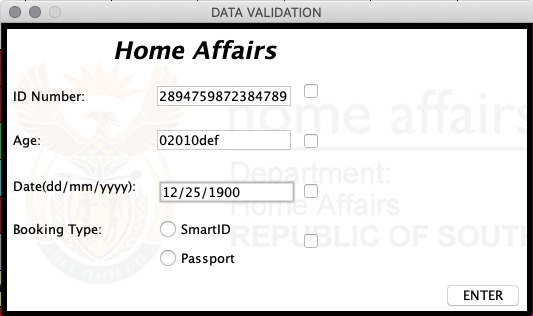 DATA VALIDATION
Home Affairs
ID Number: 2894759872384789
home affairs
Age: 02010def
Department:
Date(dd/mm/yyyy): 12/25/1900
Home Affairs
Booking Type: SmartID
REPUBLIC OF SOUT
Passport
ENTER